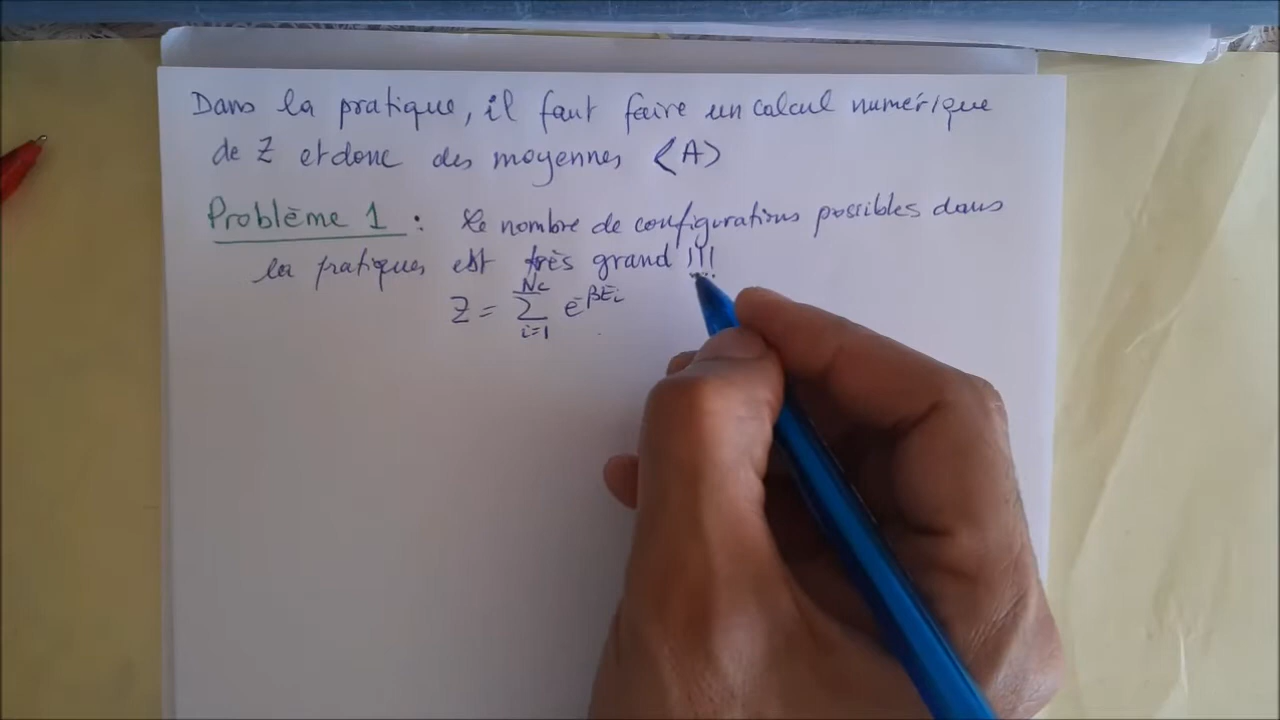 Dans la pratique, il faut faire un calcul numérique
de Z et donc des moyennes <A>
Problème 1 : Le nombre de configurations possibles dans
la pratiques est très grand !!!
Z = ∑_{i=1}^{Nc} e^{-βEi}